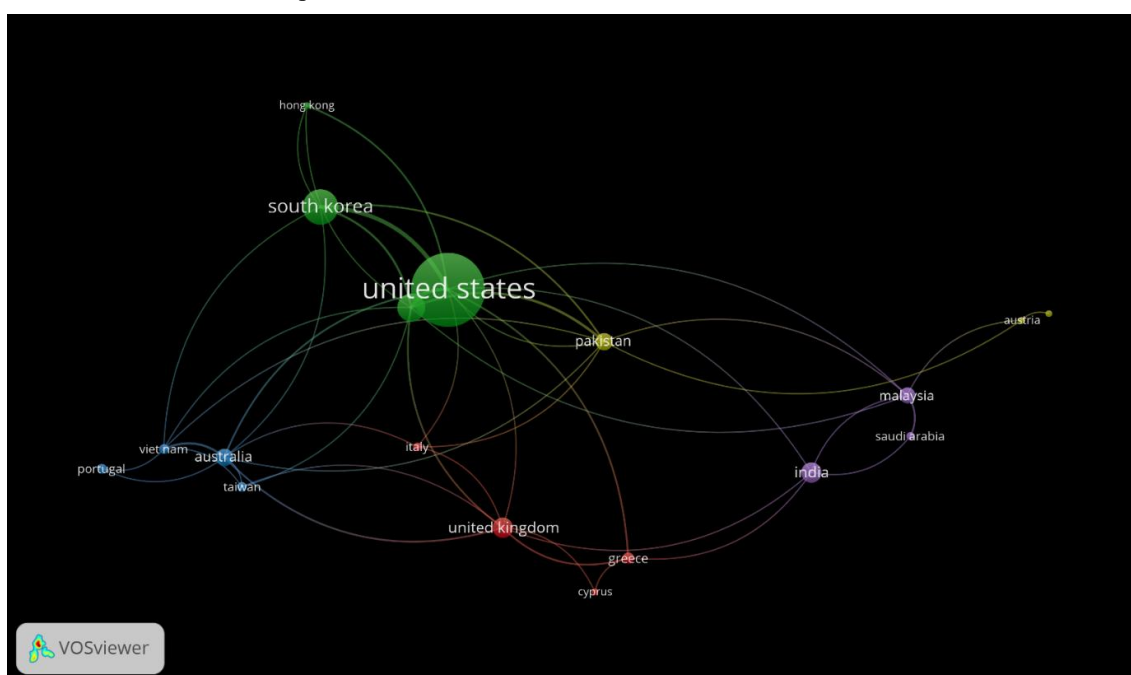 hong kong
south korea
united states
austria
pakistan
malaysia
saudi arabia
italy
viet nam
australia
portugal
india
taiwan
united kingdom
greece
cyprus
VOSviewer